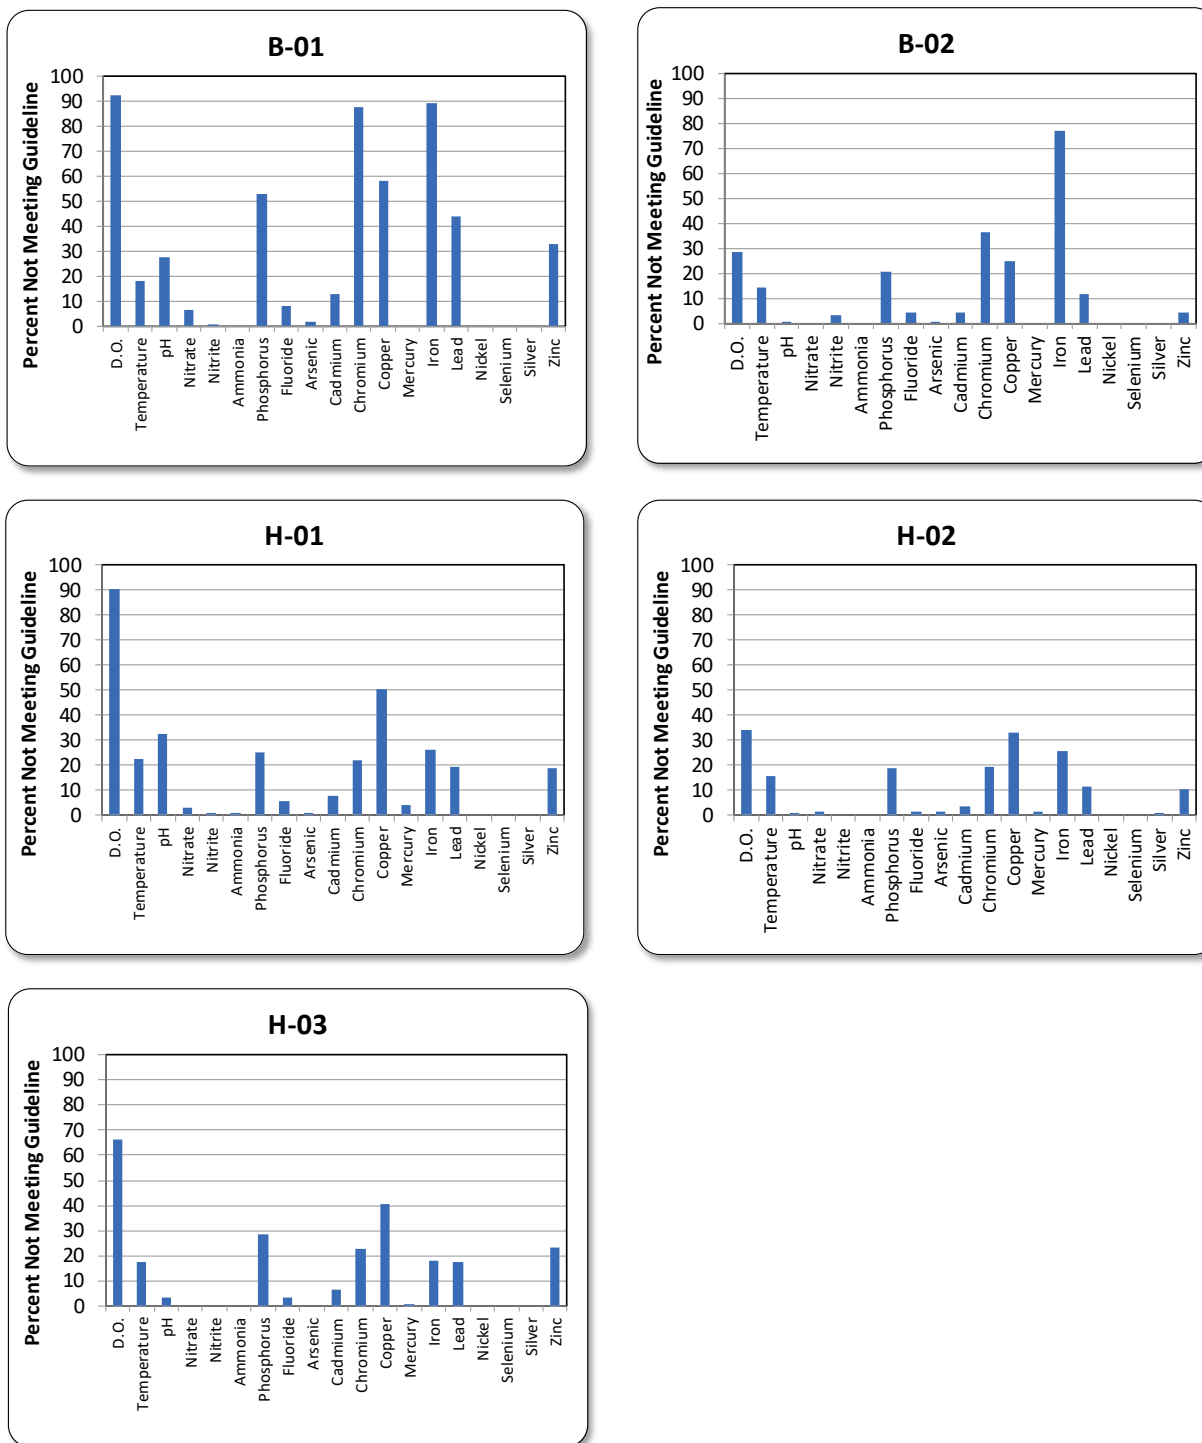 B-01
Percent Not Meeting Guideline
100
90
80
70
60
50
40
30
20
10
0
D.O.
Temperature
pH
Nitrate
Nitrite
Ammonia
Phosphorus
Fluoride
Arsenic
Cadmium
Chromium
Copper
Mercury
Iron
Lead
Nickel
Selenium
Silver
Zinc
B-02
Percent Not Meeting Guideline
100
90
80
70
60
50
40
30
20
10
0
D.O.
Temperature
pH
Nitrate
Nitrite
Ammonia
Phosphorus
Fluoride
Arsenic
Cadmium
Chromium
Copper
Mercury
Iron
Lead
Nickel
Selenium
Silver
Zinc
H-01
Percent Not Meeting Guideline
100
90
80
70
60
50
40
30
20
10
0
D.O.
Temperature
pH
Nitrate
Nitrite
Ammonia
Phosphorus
Fluoride
Arsenic
Cadmium
Chromium
Copper
Mercury
Iron
Lead
Nickel
Selenium
Silver
Zinc
H-02
Percent Not Meeting Guideline
100
90
80
70
60
50
40
30
20
10
0
D.O.
Temperature
pH
Nitrate
Nitrite
Ammonia
Phosphorus
Fluoride
Arsenic
Cadmium
Chromium
Copper
Mercury
Iron
Lead
Nickel
Selenium
Silver
Zinc
H-03
Percent Not Meeting Guideline
100
90
80
70
60
50
40
30
20
10
0
D.O.
Temperature
pH
Nitrate
Nitrite
Ammonia
Phosphorus
Fluoride
Arsenic
Cadmium
Chromium
Copper
Mercury
Iron
Lead
Nickel
Selenium
Silver
Zinc